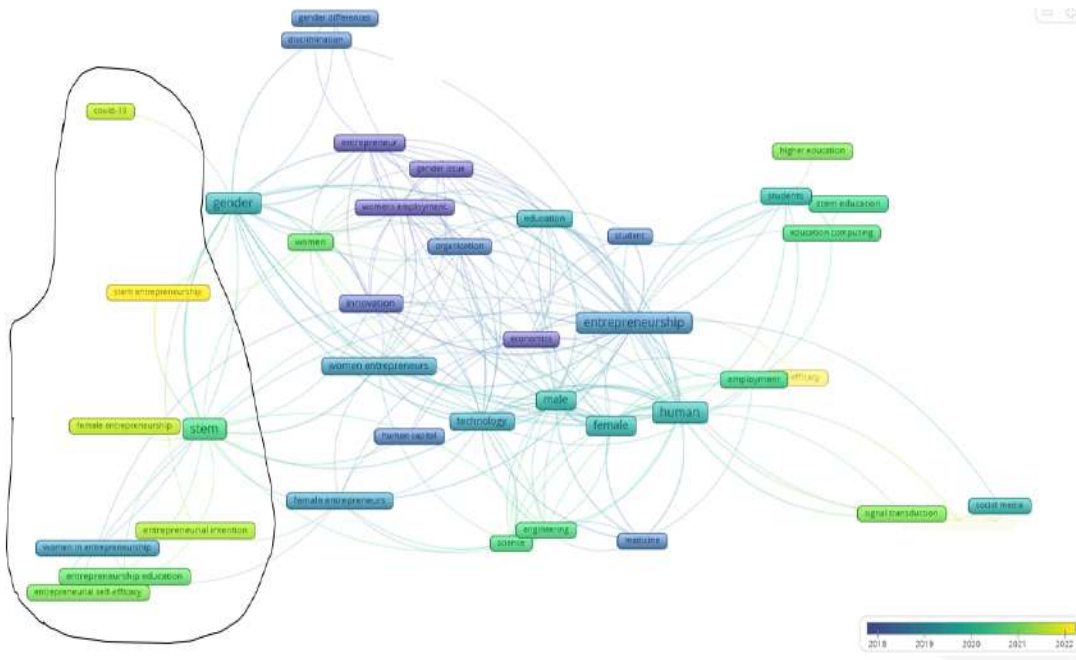 gender differences
discrimination
covid-19
entrepreneur
higher education
gender issue
students
gender
womens employment
stem education
education
education computing
women
organization
student
stem entrepreneurship
innovation
entrepreneurship
economics
women entrepreneurs
employment
efficacy
male
human
technology
female
female entrepreneurship
stem
human capital
female entrepreneurs
social media
signal transduction
entrepreneurial intention
engineering
science
medicine
women in entrepreneurship
entrepreneurship education
entrepreneurial self-efficacy
2018 2019 2020 2021 2022